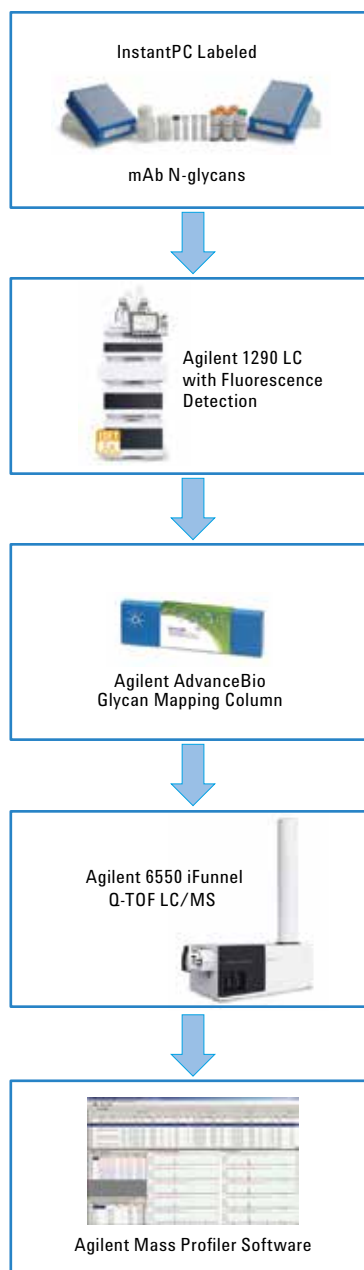 InstantPC Labeled
mAb N-glycans
Agilent 1290 LC
with Fluorescence
Detection
Agilent AdvanceBio
Glycan Mapping Column
Agilent 6550 iFunnel
Q-TOF LC/MS
Agilent Mass Profiler Software